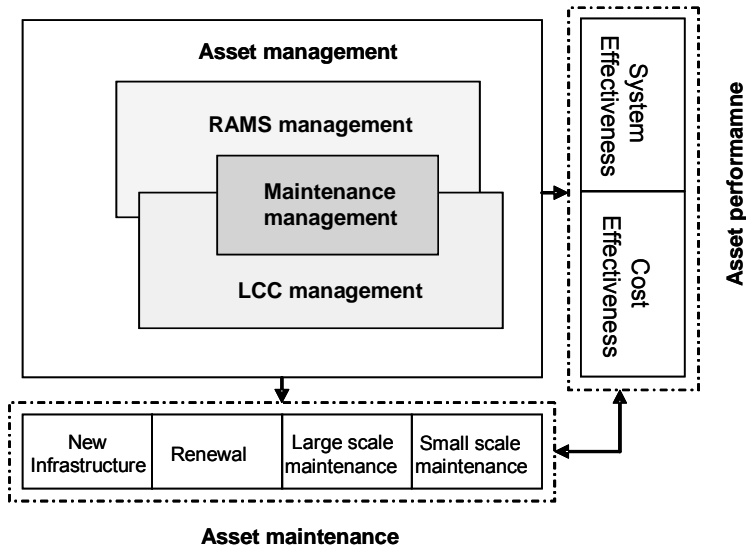 Asset management
RAMS management
Maintenance
management
LCC management
System
Effectiveness
Cost
Effectiveness
Asset performamne
New
Infrastructure
Renewal
Large scale
maintenance
Small scale
maintenance
Asset maintenance